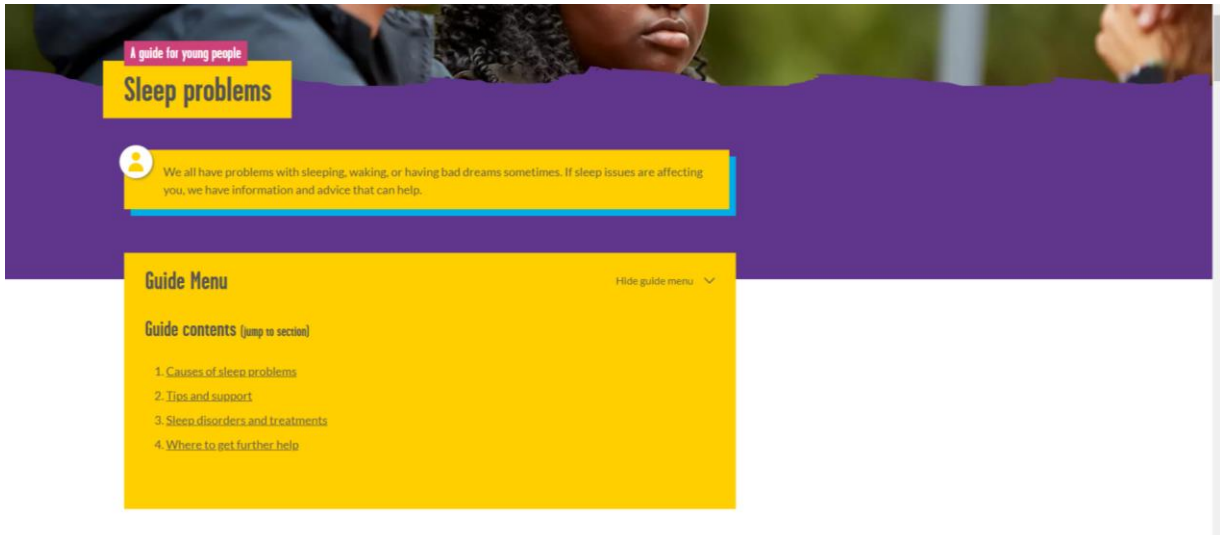 A guide for young people
Sleep problems
We all have problems with sleeping, waking, or having bad dreams sometimes. If sleep issues are affecting
you, we have information and advice that can help.
Guide Menu
Hide guide menu
Guide contents (jump to section)
1. Causes of sleep problems
2. Tips and support
3. Sleep disorders and treatments
4. Where to get further help